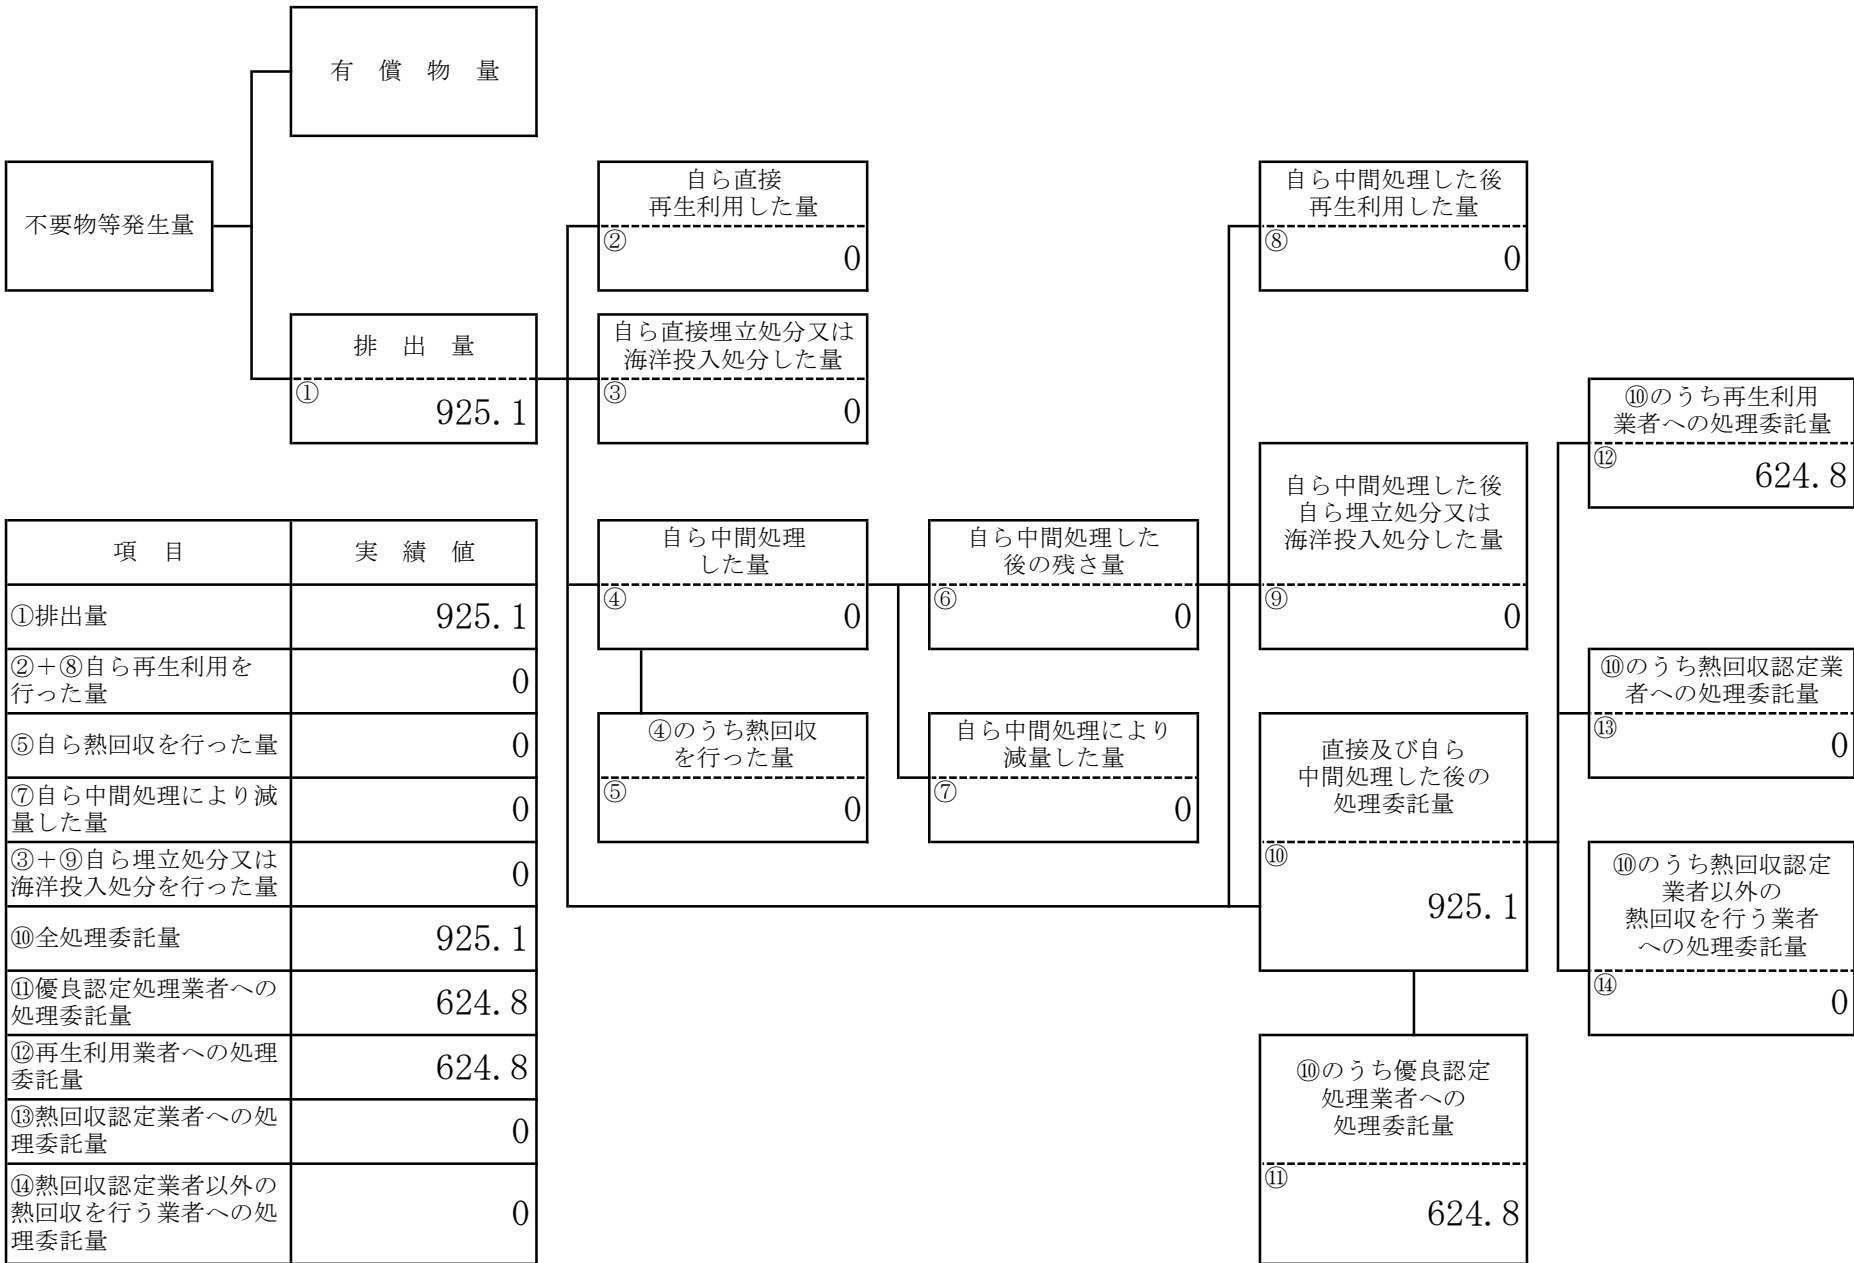 有　償　物　量
不要物等発生量
排　出　量
①
925.1
自ら直接
再生利用した量
②
0
自ら直接埋立処分又は
海洋投入処分した量
③
0
自ら中間処理
した量
④
0
④のうち熱回収
を行った量
⑤
0
自ら中間処理した
後の残さ量
⑥
0
自ら中間処理により
減量した量
⑦
0
自ら中間処理した後
再生利用した量
⑧
0
自ら中間処理した後
自ら埋立処分又は
海洋投入処分した量
⑨
0
直接及び自ら
中間処理した後の
処理委託量
⑩
925.1
⑩のうち優良認定
処理業者への
処理委託量
⑪
624.8
⑩のうち再生利用
業者への処理委託量
⑫
624.8
⑩のうち熱回収認定業
者への処理委託量
⑬
0
⑩のうち熱回収認定
業者以外の
熱回収を行う業者
への処理委託量
⑭
0
項　目　実　績　値
①排出量　925.1
②＋⑧自ら再生利用を
行った量　0
⑤自ら熱回収を行った量　0
⑦自ら中間処理により減
量した量　0
③＋⑨自ら埋立処分又は
海洋投入処分を行った量　0
⑩全処理委託量　925.1
⑪優良認定処理業者への
処理委託量　624.8
⑫再生利用業者への処理
委託量　624.8
⑬熱回収認定業者への処
理委託量　0
⑭熱回収認定業者以外の
熱回収を行う業者への処
理委託量　0